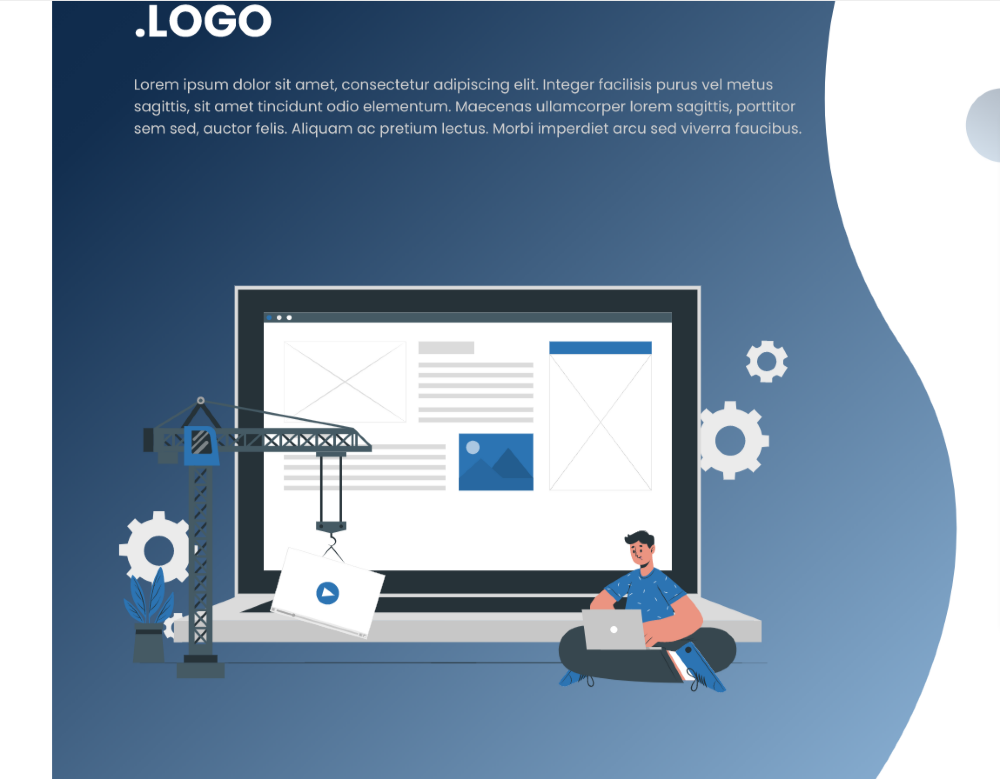 .LOGO
Lorem ipsum dolor sit amet, consectetur adipiscing elit. Integer facilisis purus vel metus
sagittis, sit amet tincidunt odio elementum. Maecenas ullamcorper lorem sagittis, porttitor
sem sed, auctor felis. Aliquam ac pretium lectus. Morbi imperdiet arcu sed viverra faucibus.